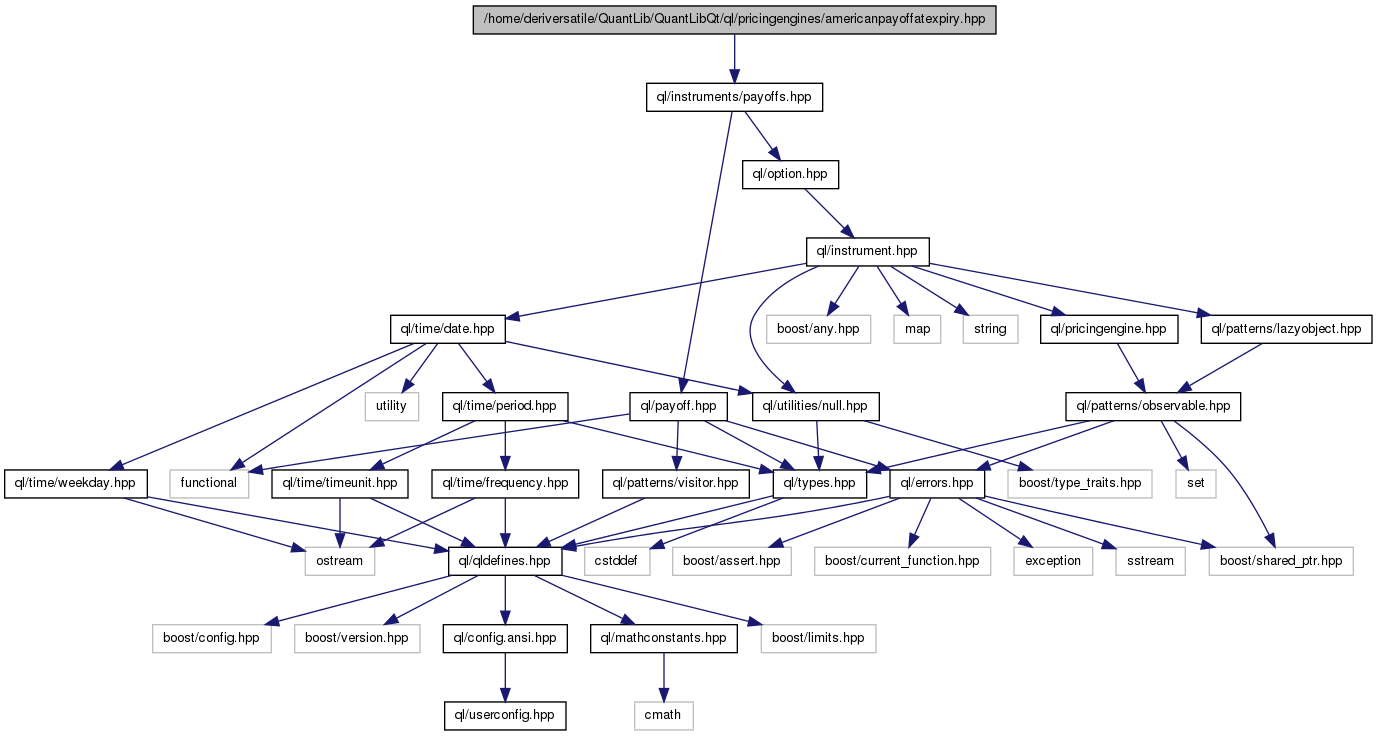 /home/deriversatile/QuantLib/QuantLibQt/ql/pricingengines/americanpayoffatexpiry.hpp
ql/instruments/payoffs.hpp
ql/option.hpp
ql/instrument.hpp
ql/time/date.hpp
boost/any.hpp
map
string
ql/pricingengine.hpp
ql/patterns/lazyobject.hpp
utility
ql/time/period.hpp
ql/payoff.hpp
ql/utilities/null.hpp
ql/patterns/observable.hpp
ql/time/weekday.hpp
functional
ql/time/timeunit.hpp
ql/time/frequency.hpp
ql/patterns/visitor.hpp
ql/types.hpp
ql/errors.hpp
boost/type_traits.hpp
set
ostream
ql/qldefines.hpp
cstddef
boost/assert.hpp
boost/current_function.hpp
exception
sstream
boost/shared_ptr.hpp
boost/config.hpp
boost/version.hpp
ql/config.ansi.hpp
ql/mathconstants.hpp
boost/limits.hpp
ql/userconfig.hpp
cmath